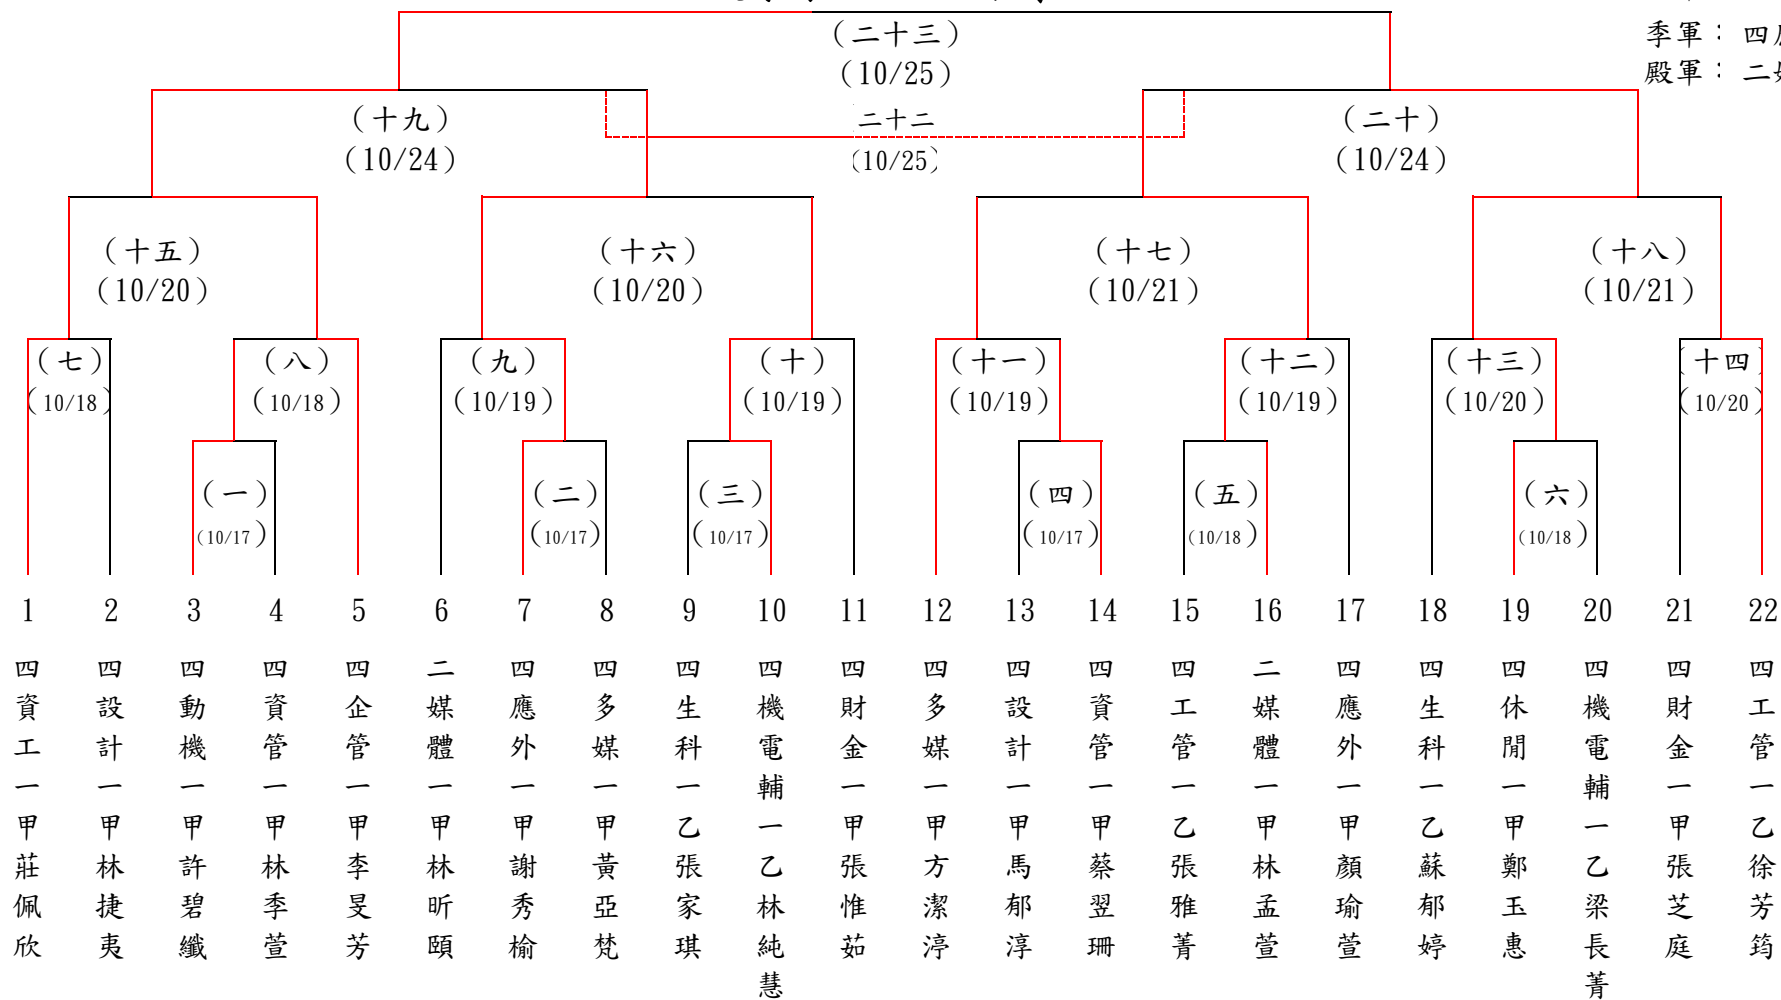 （二十三）
（10/25）
季軍：四
殿軍：二
（十九）
（10/24）
二十二
（10/25）
（二十）
（10/24）
（十五）
（10/20）
（十六）
（10/20）
（十七）
（10/21）
（十八）
（10/21）
（七）
（10/18）
（八）
（10/18）
（九）
（10/19）
（十）
（10/19）
（十一）
（10/19）
（十二）
（10/19）
（十三）
（10/20）
（十四）
（10/20）
（一）
（10/17）
（二）
（10/17）
（三）
（10/17）
（四）
（10/17）
（五）
（10/18）
（六）
（10/18）
1 2 3 4 5 6 7 8 9 10 11 12 13 14 15 16 17 18 19 20 21 22
四資工一甲莊佩欣
四設計一甲林捷夷
四動機一甲許碧纖
四資管一甲林季萱
四企管一甲李旻芳
二媒體一甲林昕頤
四應外一甲謝秀榆
四多媒一甲黃亞梵
四生科一乙張家琪
四機電輔一乙林純慧
四財金一甲張惟茹
四多媒一甲方潔渟
四設計一甲馬郁淳
四資管一甲蔡翌珊
四工管一乙張雅菁
二媒體一甲林孟萱
四應外一甲顏瑜萱
四生科一乙蘇郁婷
四休閒一甲鄭玉惠
四機電輔一乙梁長菁
四財金一甲張芝庭
四工管一乙徐芳筠